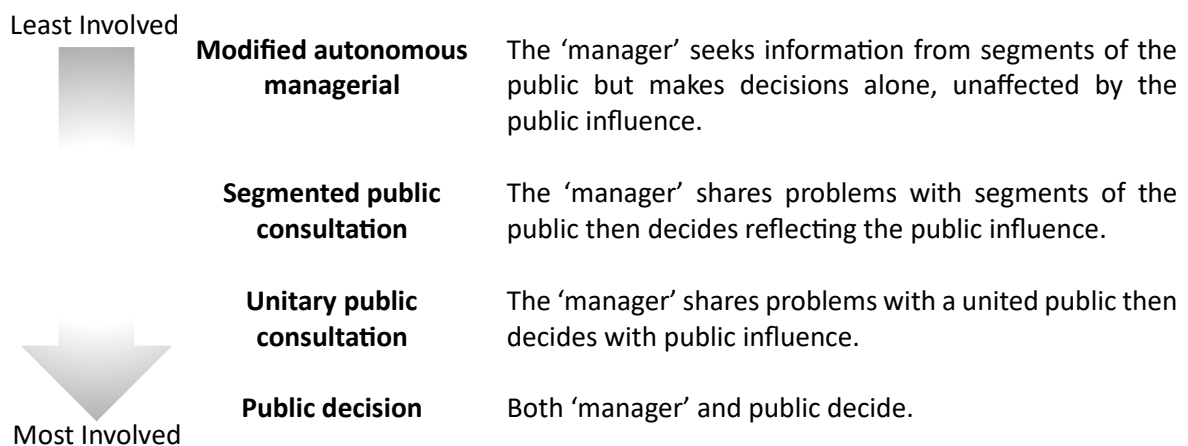 Least Involved
Modified autonomous
managerial
The ‘manager’ seeks information from segments of the
public but makes decisions alone, unaffected by the
public influence.
Segmented public
consultation
The ‘manager’ shares problems with segments of the
public then decides reflecting the public influence.
Unitary public
consultation
The ‘manager’ shares problems with a united public then
decides with public influence.
Public decision
Both ‘manager’ and public decide.
Most Involved